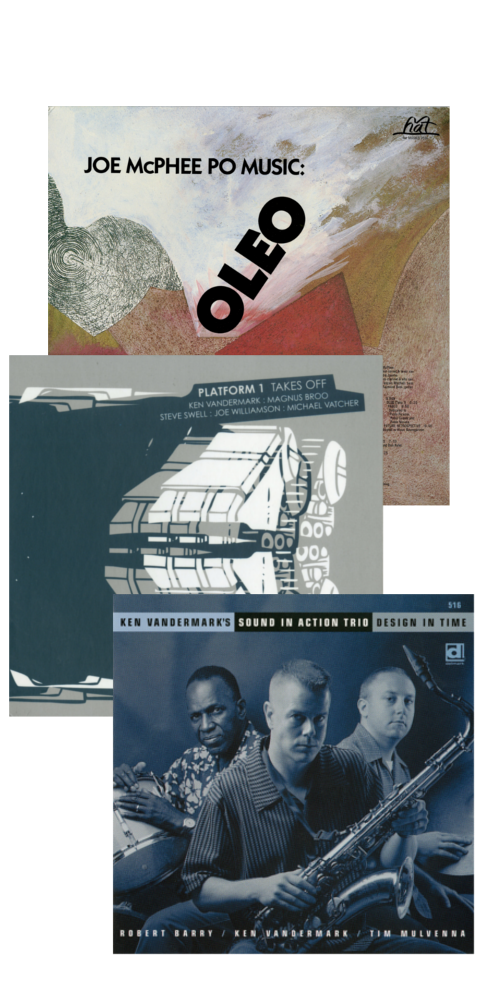 hat
JOE McPHEE PO MUSIC:
OLEO
PLATFORM 1 TAKES OFF
KEN VANDERMARK : MAGNUS BROO
STEVE SWELL : JOE WILLIAMSON : MICHAEL VATCHER
516
KEN VANDERMARK'S SOUND IN ACTION TRIO DESIGN IN TIME
d
ROBERT BARRY / KEN VANDERMARK / TIM MULVENNA